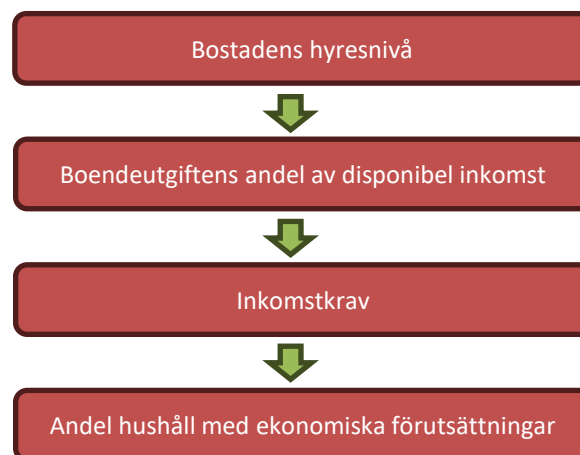 Bostadens hyresnivå
Boendeutgiftens andel av disponibel inkomst
Inkomstkrav
Andel hushåll med ekonomiska förutsättningar